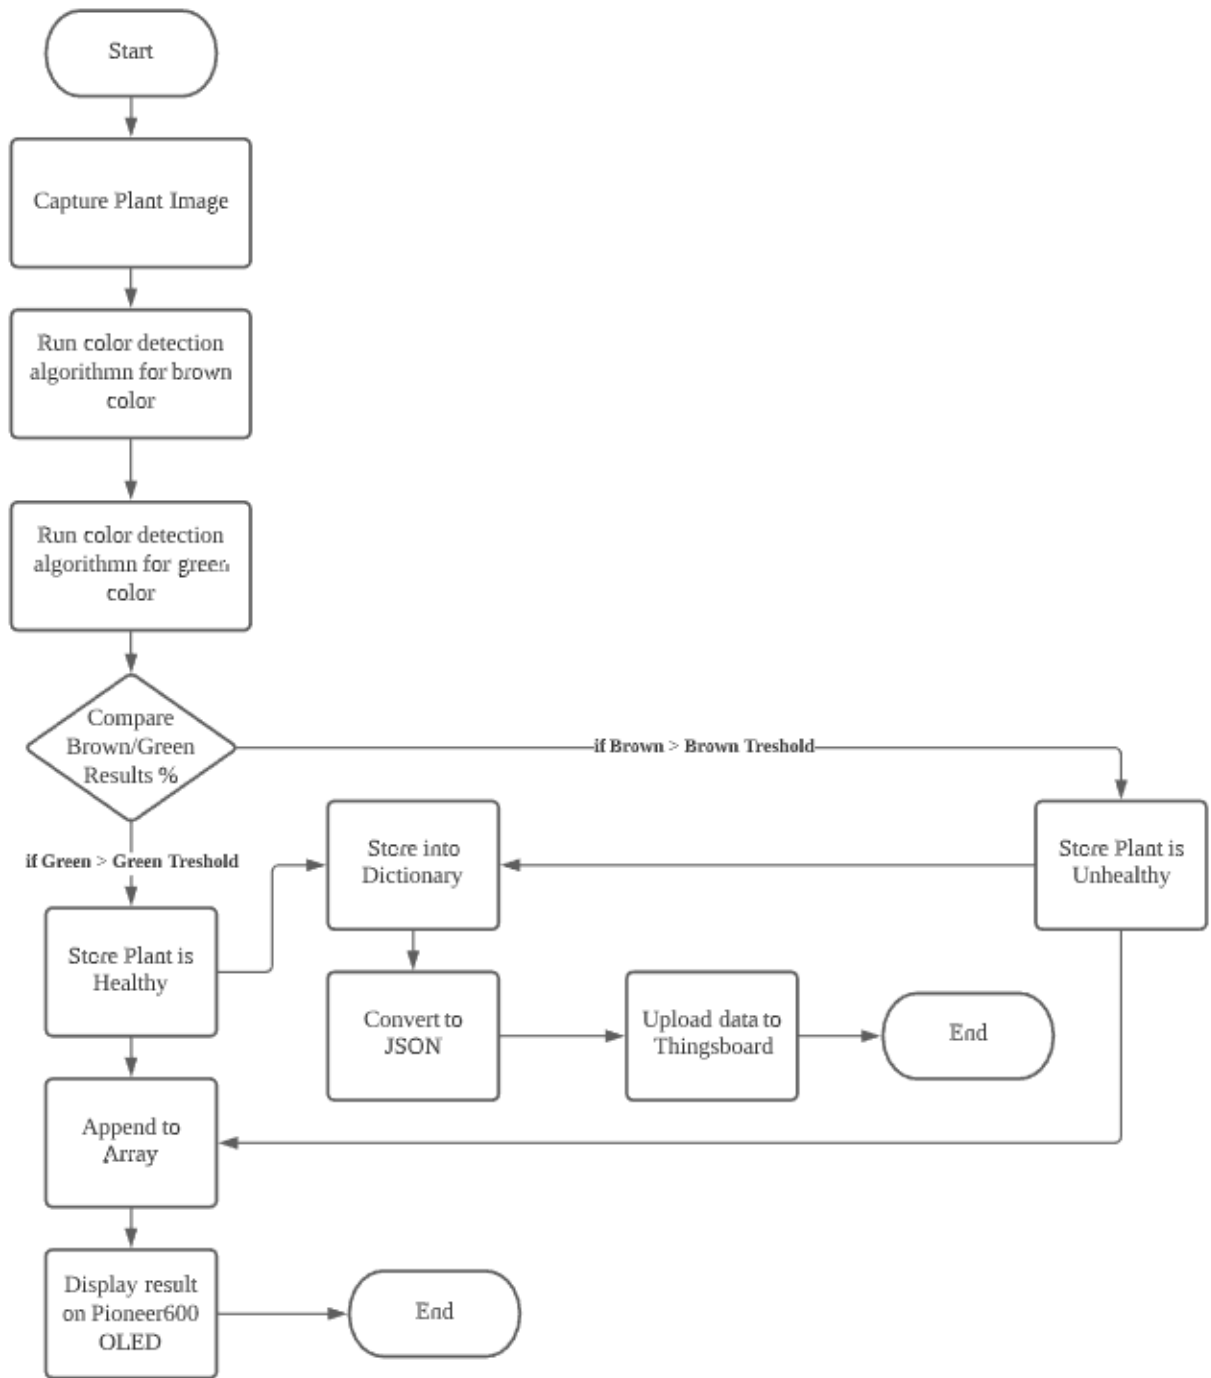 Start
Capture Plant Image
Run color detection
algorithmn for brown
color
Run color detection
algorithmn for green
color
Compare
Brown/Green
Results %
if Brown > Brown Treshold
if Green > Green Treshold
Store into
Dictionary
Store Plant is
Unhealthy
Store Plant is
Healthy
Convert to
JSON
Upload data to
Thingsboard
End
Append to
Array
Display result
on Pioneer600
OLED
End